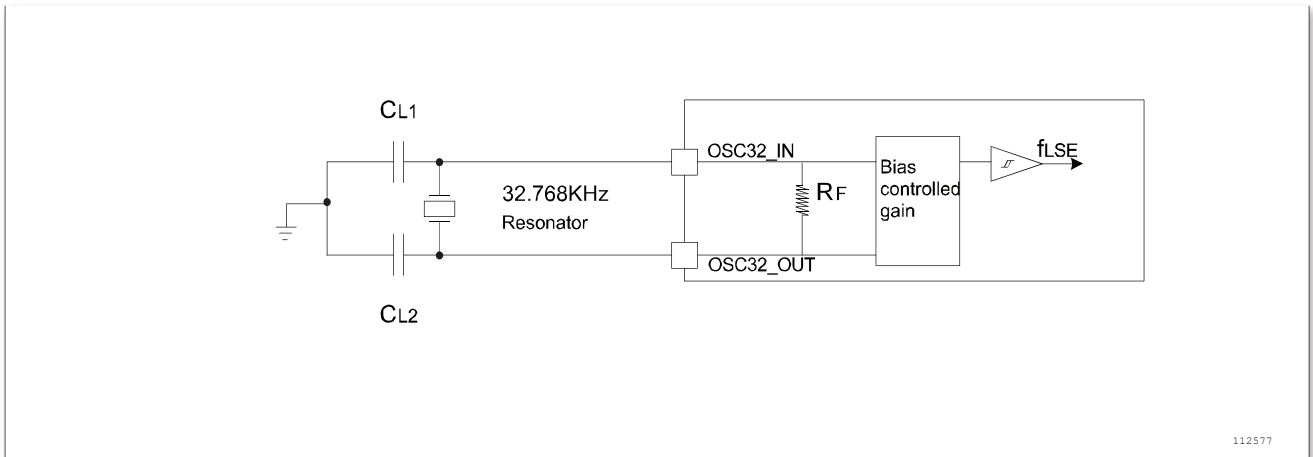 CL1
OSC32_IN
fLSE
Bias
controlled
gain
RF
32.768KHz
Resonator
OSC32_OUT
CL2
112577